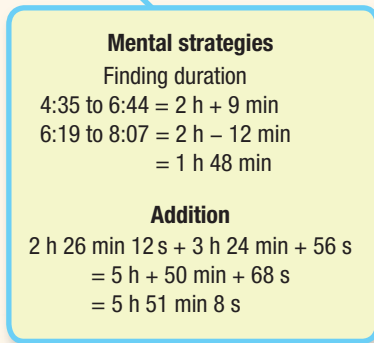 Mental strategies
Finding duration
4:35 to 6:44 = 2 h + 9 min
6:19 to 8:07 = 2 h − 12 min
= 1 h 48 min
Addition
2 h 26 min 12 s + 3 h 24 min + 56 s
= 5 h + 50 min + 68 s
= 5 h 51 min 8 s